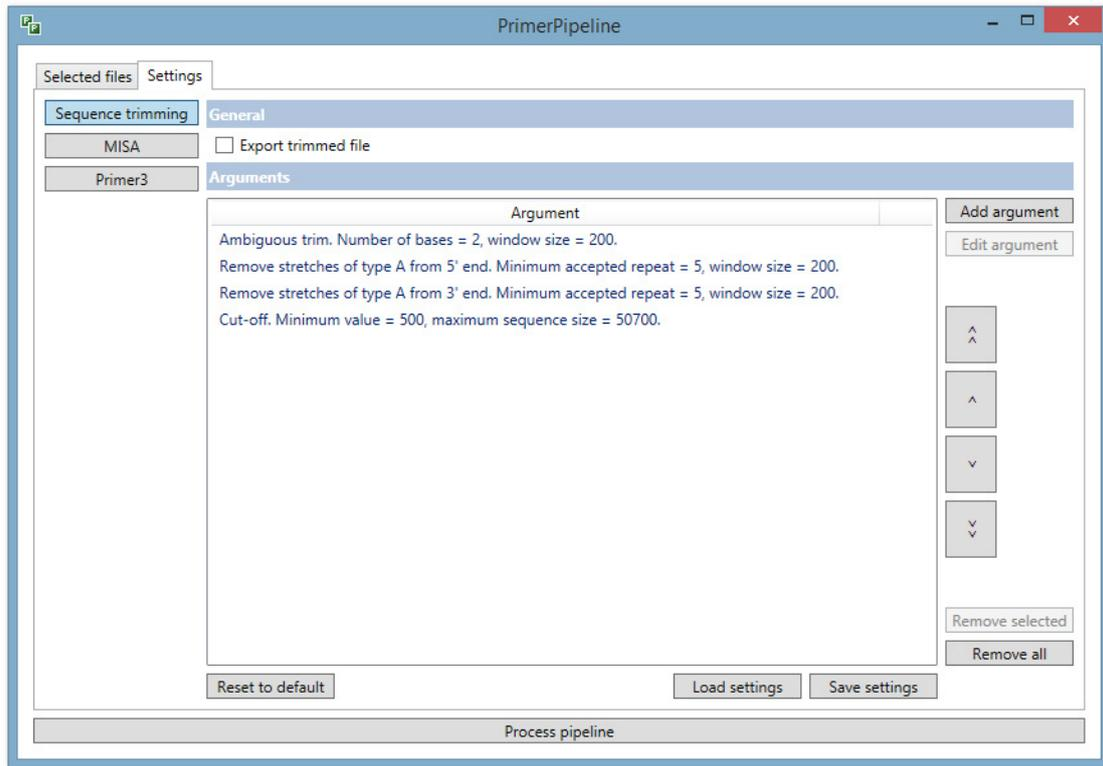 PrimerPipeline
Selected files Settings
Sequence trimming
MISA
Primer3
General
Export trimmed file
Arguments
Argument
Ambiguous trim. Number of bases = 2, window size = 200.
Remove stretches of type A from 5' end. Minimum accepted repeat = 5, window size = 200.
Remove stretches of type A from 3' end. Minimum accepted repeat = 5, window size = 200.
Cut-off. Minimum value = 500, maximum sequence size = 50700.
Add argument
Edit argument
Remove selected
Remove all
Reset to default
Load settings
Save settings
Process pipeline